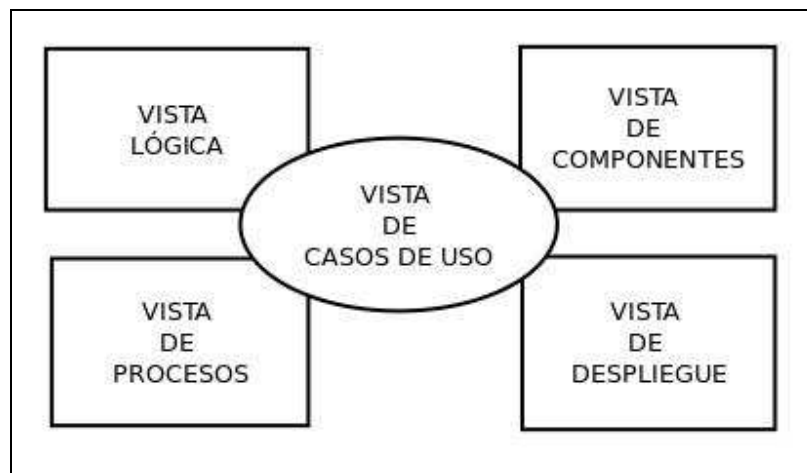 VISTA
LÓGICA
VISTA
DE
COMPONENTES
VISTA
DE
CASOS DE USO
VISTA
DE
PROCESOS
VISTA
DE
DESPLIEGUE